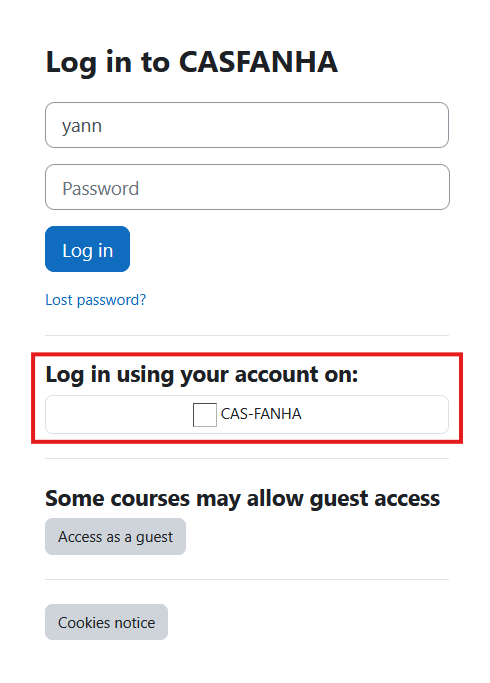 Log in to CASFANHA
yann
Password
Log in
Lost password?
Log in using your account on:
CAS-FANHA
Some courses may allow guest access
Access as a guest
Cookies notice